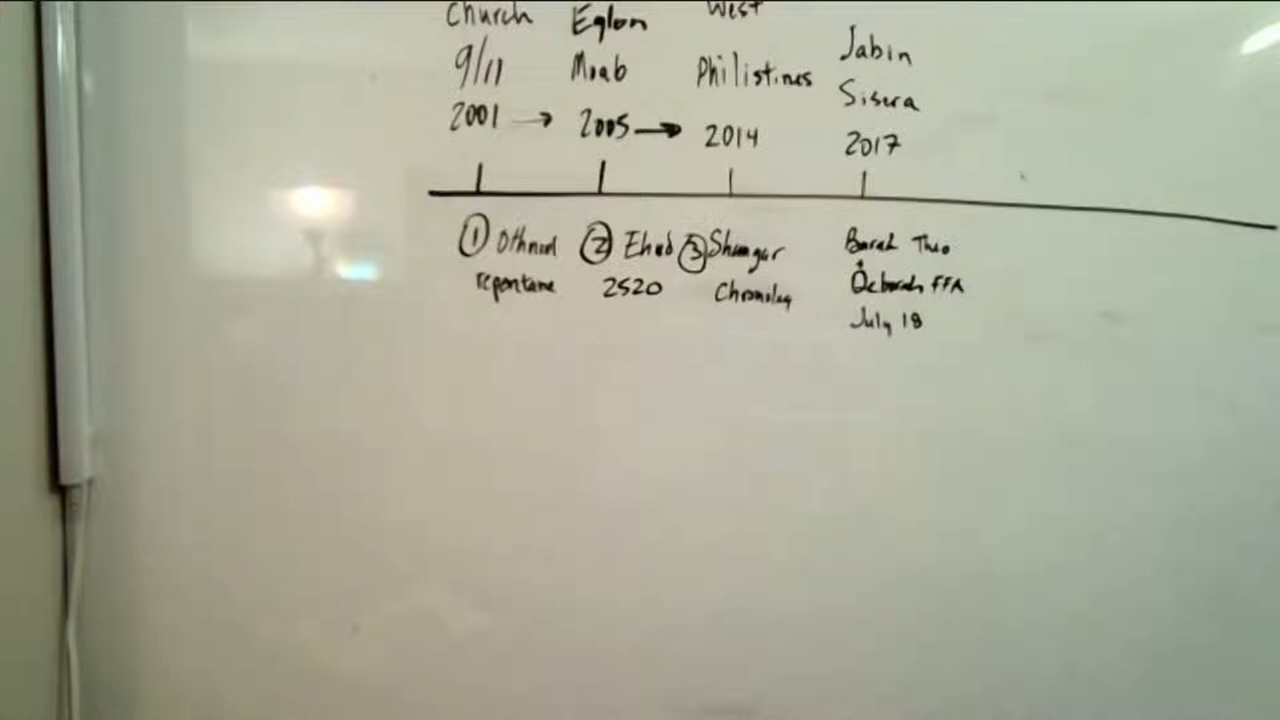 Church Eglon West
9/11 Moab Philistines Jabin
Sisera
2001 → 2005 → 2014 2017
① Othniel ② Ehud ③ Shamgar Barak Theo
repentane 2520 Chronology Deborah FFA
July 18